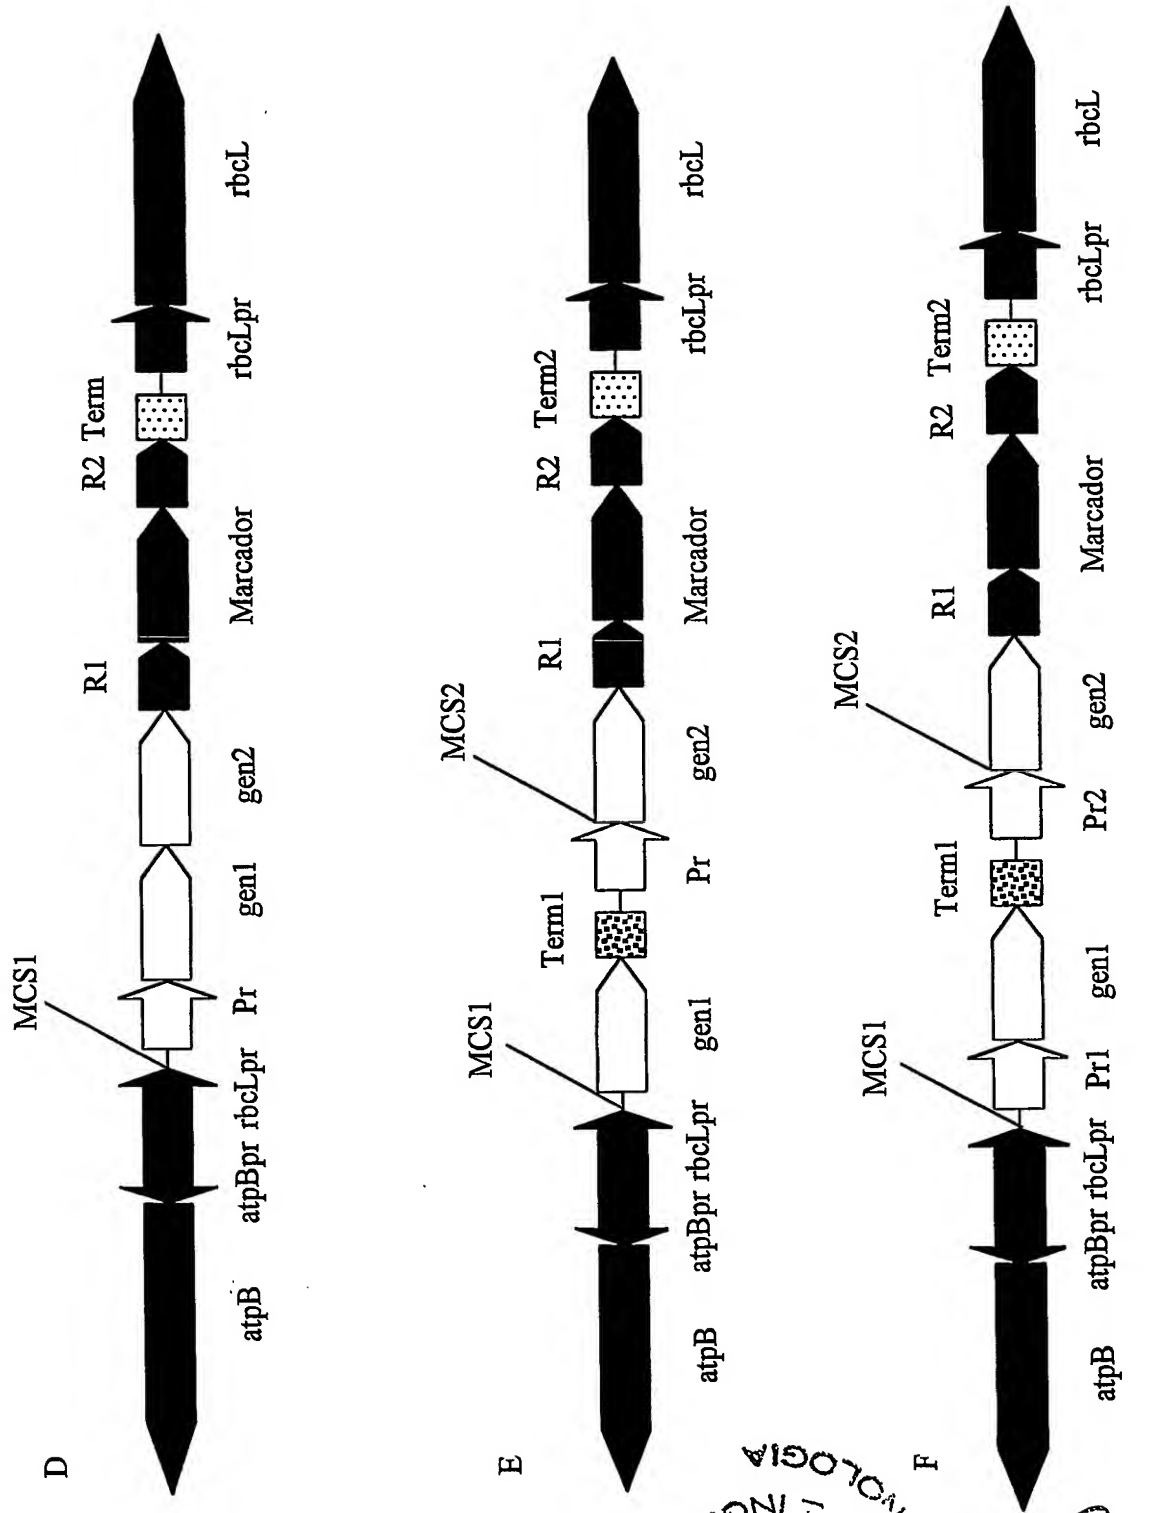 D
MCS1
R1
R2 Term
atpB
atpBpr rbcLpr
Pr
gen1
gen2
Marcador
rbcLpr
rbcL
E
MCS1
Term1
MCS2
R1
R2
Term2
atpB
atpBpr rbcLpr
gen1
Pr
gen2
Marcador
rbcLpr
rbcL
F
MCS1
Term1
MCS2
R1
R2
Term2
atpB
atpBpr rbcLpr
Pr1
gen1
Pr2
gen2
Marcador
rbcLpr
rbcL